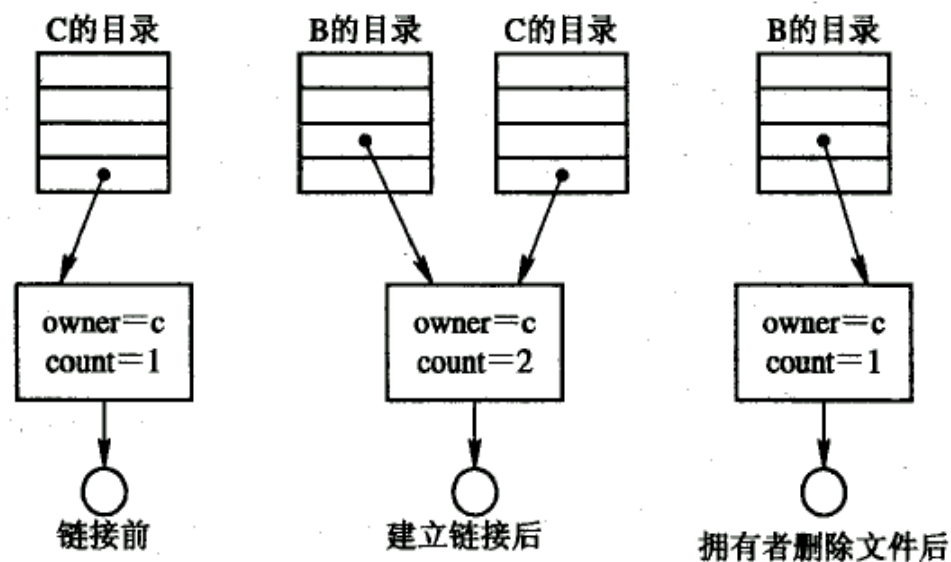 C的目录
B的目录
C的目录
B的目录
owner=c
count=1
owner=c
count=2
owner=c
count=1
链接前
建立链接后
拥有者删除文件后